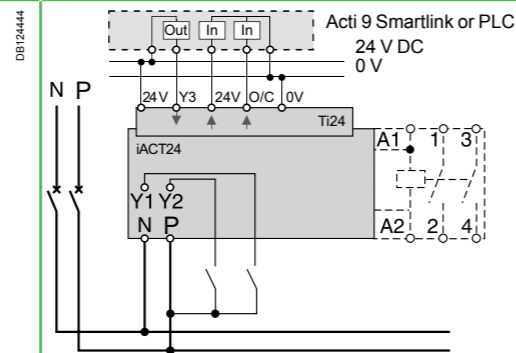 DB124444
Out In In
Acti 9 Smartlink or PLC
24 V DC
0 V
N P
24 V Y3 24V O/C 0V
Ti24
iACT24
A1 1 3
Y1 Y2
N P
A2 2 4